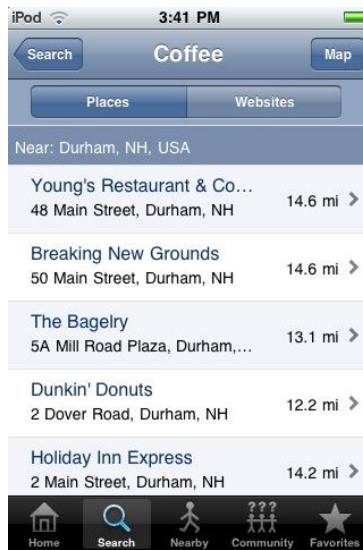 iPod 3:41 PM
Search Coffee Map
Places Websites
Near: Durham, NH, USA
Young's Restaurant & Co...
48 Main Street, Durham, NH 14.6 mi
Breaking New Grounds
50 Main Street, Durham, NH 14.6 mi
The Bagelry
5A Mill Road Plaza, Durham,... 13.1 mi
Dunkin' Donuts
2 Dover Road, Durham, NH 12.2 mi
Holiday Inn Express
2 Main Street, Durham, NH 14.2 mi
???
Home Search Nearby Community Favorites